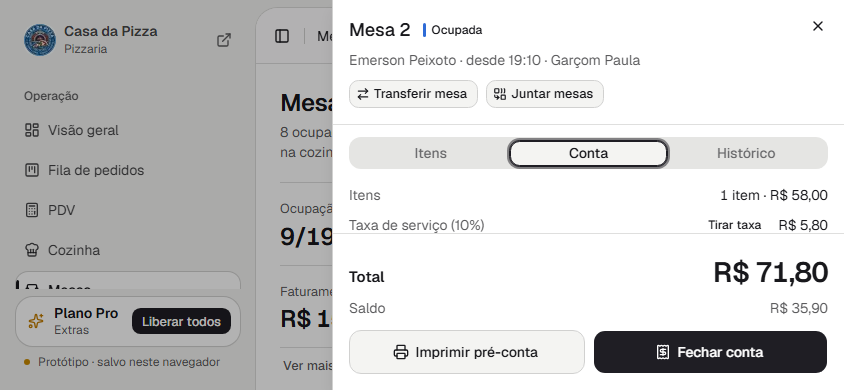 Casa da Pizza
Pizzaria
Operação
Visão geral
Fila de pedidos
PDV
Cozinha
Plano Pro
Extras
Liberar todos
Protótipo · salvo neste navegador
8 ocupa
na cozin
Ocupaçã
9/19
Faturame
R$ 1
Ver mais
Mesa 2
Ocupada
Emerson Peixoto · desde 19:10 · Garçom Paula
Transferir mesa
Juntar mesas
Itens
Conta
Histórico
Itens
1 item · R$ 58,00
Taxa de serviço (10%)
Tirar taxa
R$ 5,80
Total
R$ 71,80
Saldo
R$ 35,90
Imprimir pré-conta
Fechar conta